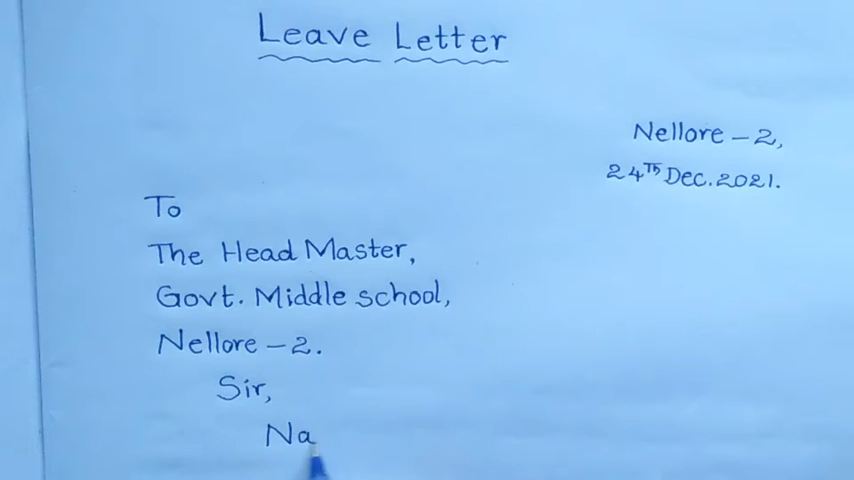 Leave Letter
Nellore - 2,
24Th Dec. 2021.
To
The Head Master,
Govt. Middle school,
Nellore - 2.
Sir,
Na